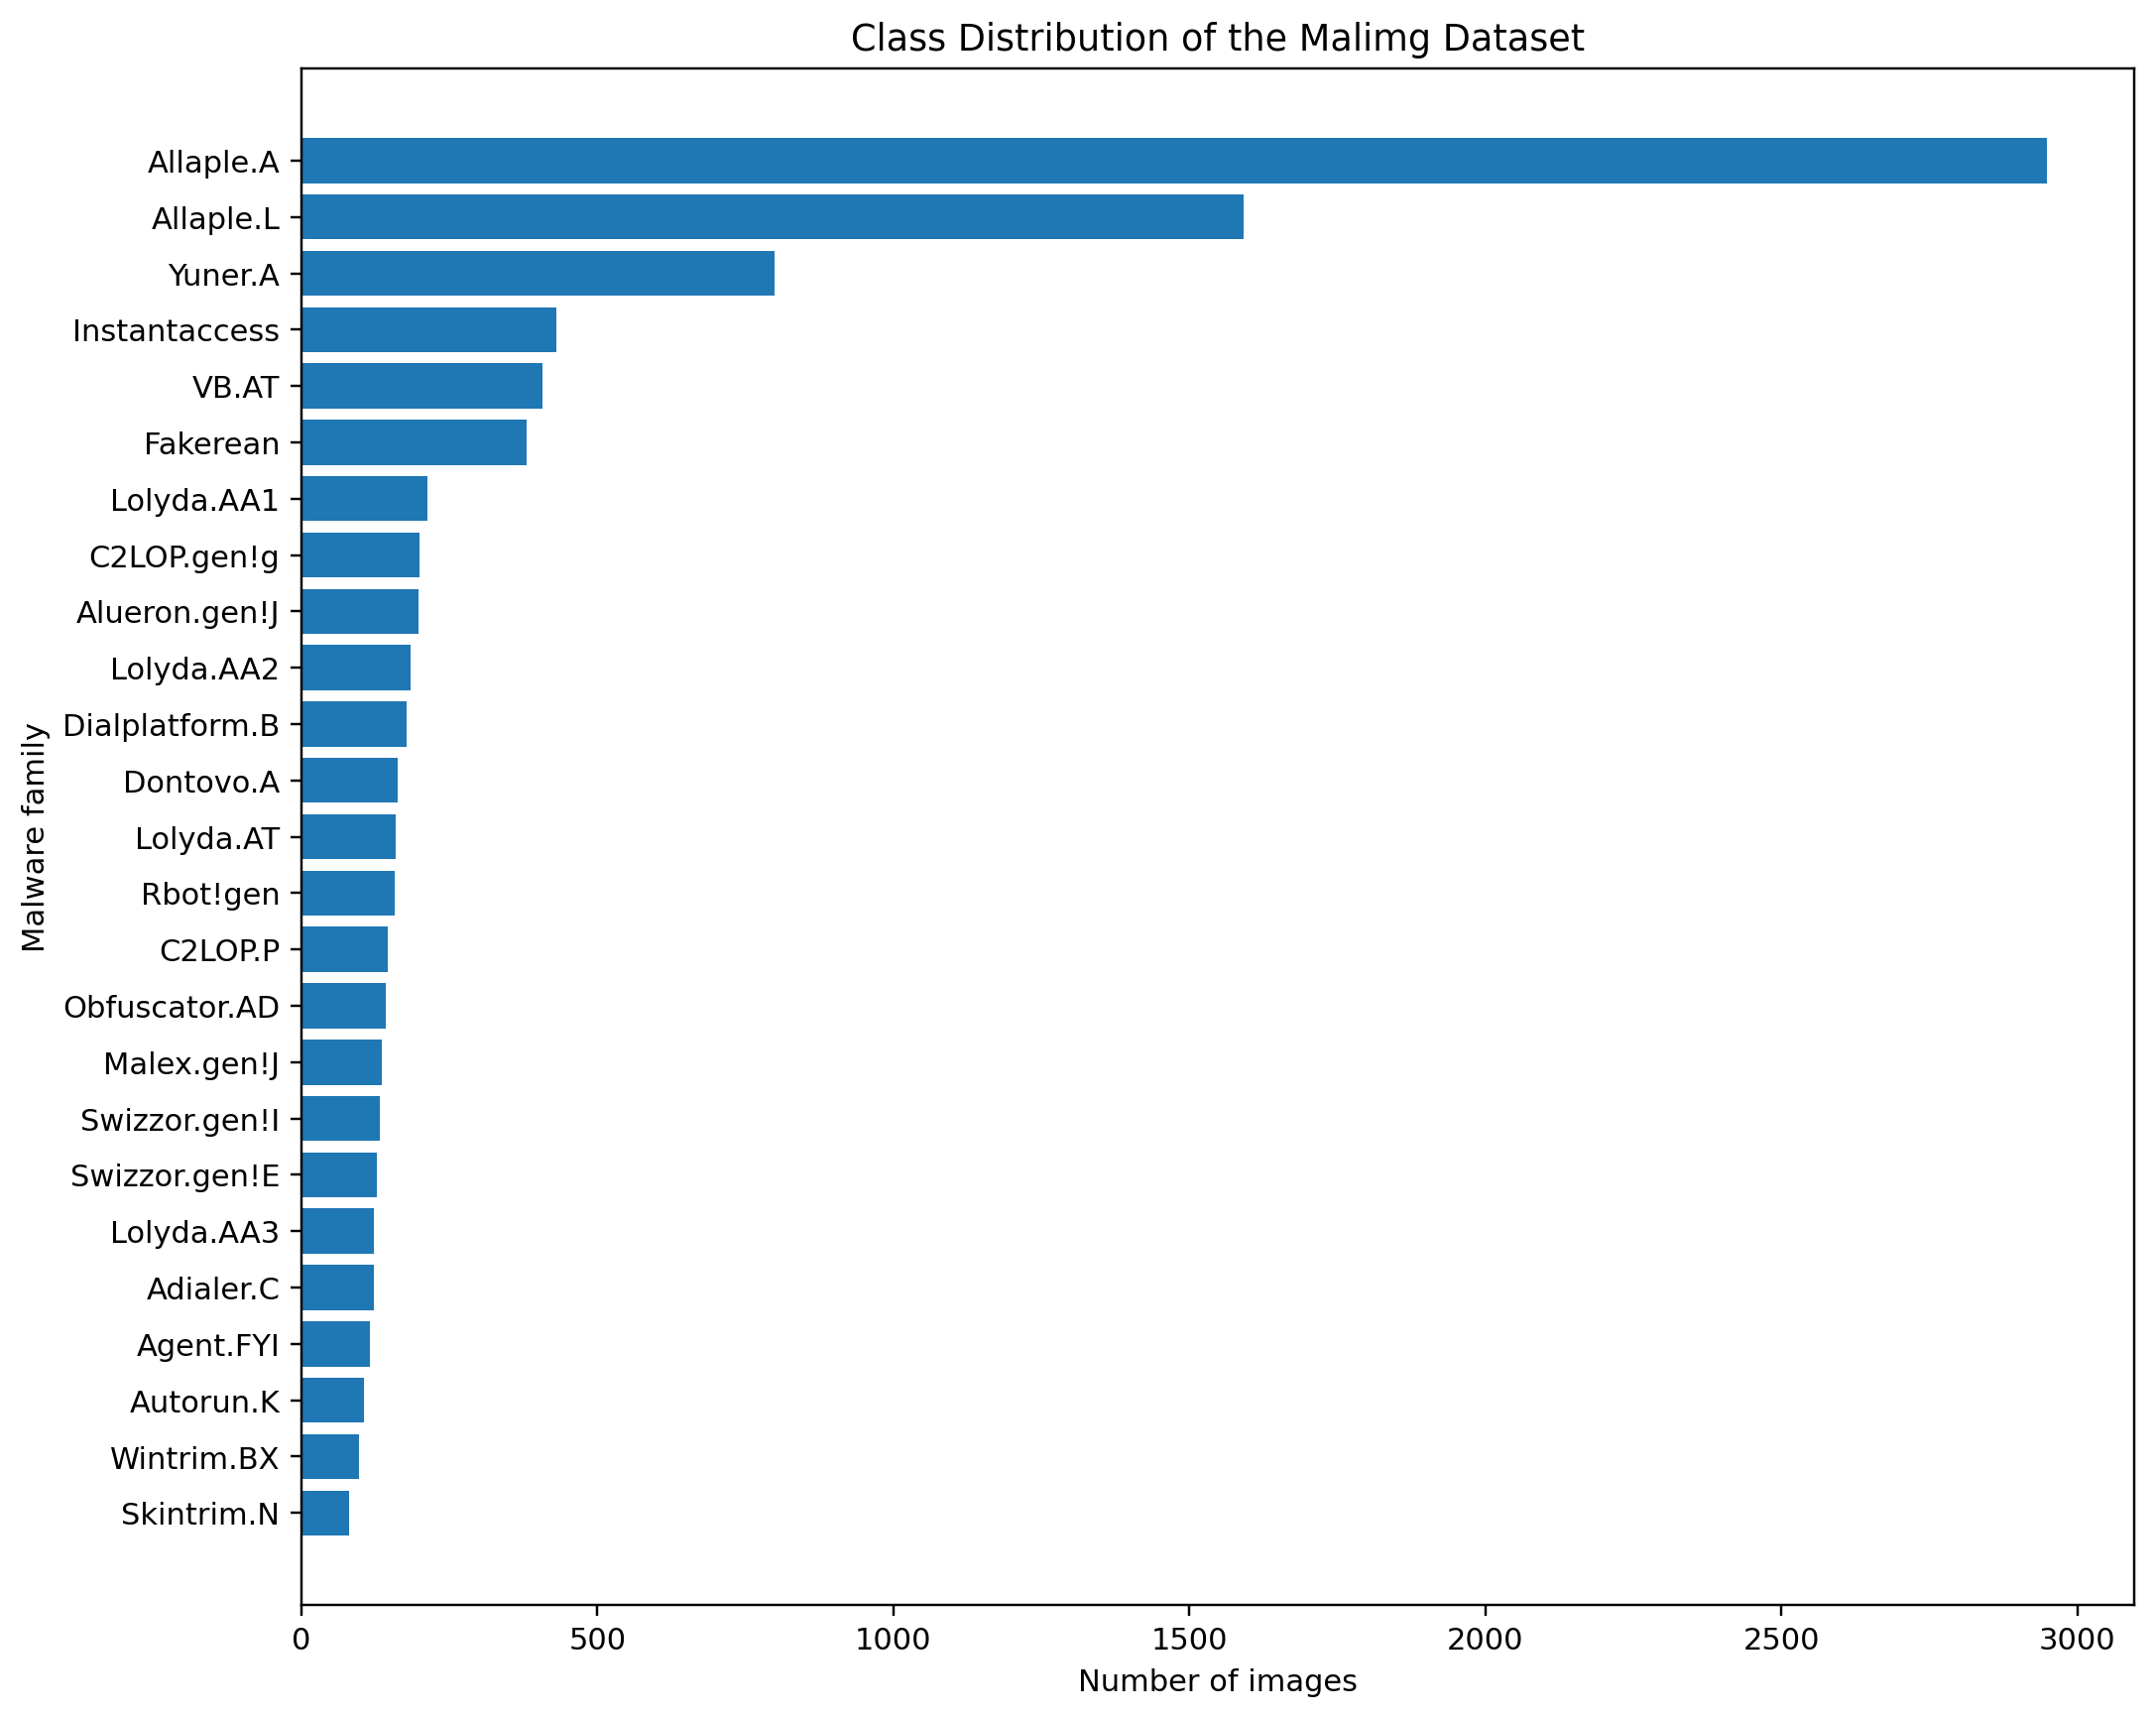 Class Distribution of the Malimg Dataset
Malware family
Allaple.A
Allaple.L
Yuner.A
Instantaccess
VB.AT
Fakerean
Lolyda.AA1
C2LOP.gen!g
Alueron.gen!J
Lolyda.AA2
Dialplatform.B
Dontovo.A
Lolyda.AT
Rbot!gen
C2LOP.P
Obfuscator.AD
Malex.gen!J
Swizzor.gen!I
Swizzor.gen!E
Lolyda.AA3
Adialer.C
Agent.FYI
Autorun.K
Wintrim.BX
Skintrim.N
0 500 1000 1500 2000 2500 3000
Number of images